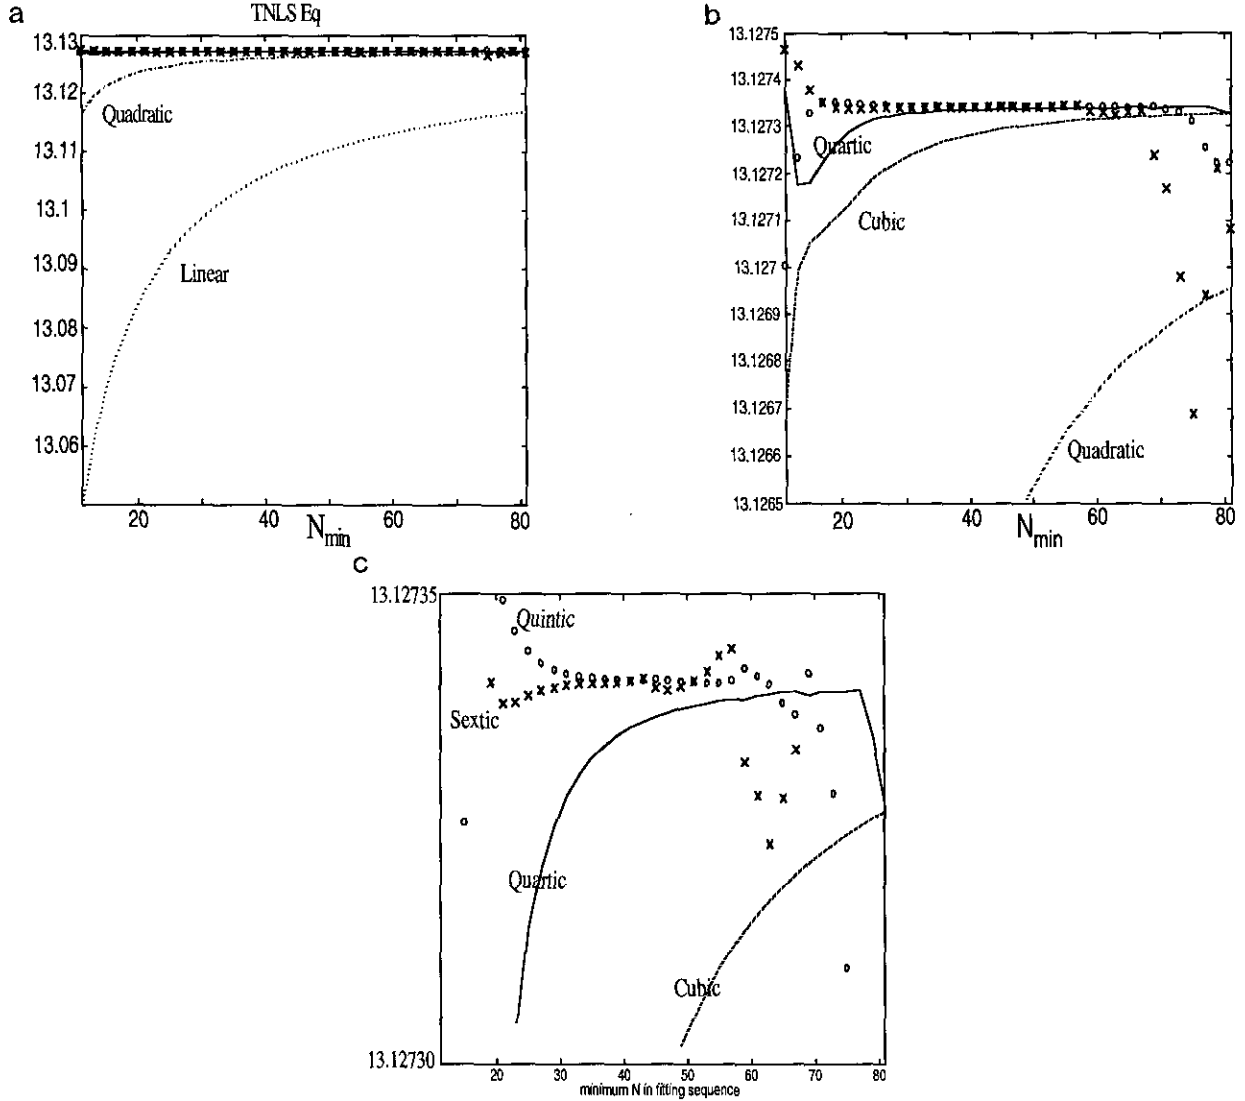 a
TNLS Eq
13.13
13.12
13.11
13.1
13.09
13.08
13.07
13.06
Quadratic
Linear
20
40
60
80
N_min
b
13.1275
13.1274
13.1273
13.1272
13.1271
13.127
13.1269
13.1268
13.1267
13.1266
13.1265
Quartic
Cubic
Quadratic
20
40
60
80
N_min
c
13.12735
13.12730
Quintic
Sextic
Quartic
Cubic
20
30
40
50
60
70
80
minimum N in fitting sequence